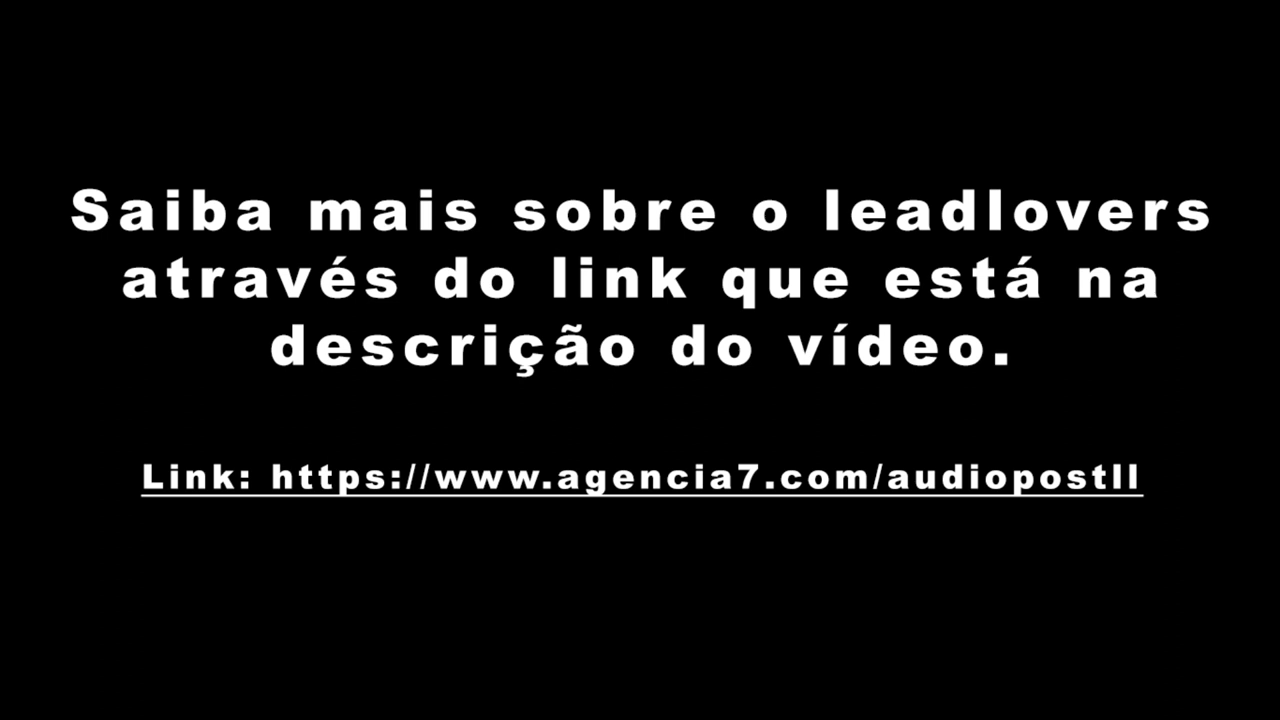 Saiba mais sobre o leadlovers
através do link que está na
descrição do vídeo.
Link: https://www.agencia7.com/audiopostll